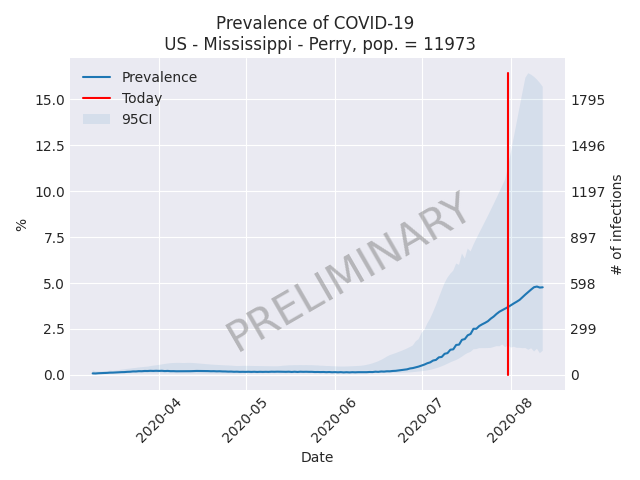 Prevalence of COVID-19
US - Mississippi - Perry, pop. = 11973
Prevalence
Today
95CI
15.0
12.5
10.0
7.5
5.0
2.5
0.0
%
1795
1496
1197
897
598
299
0
# of infections
PRELIMINARY
2020-04
2020-05
2020-06
2020-07
2020-08
Date